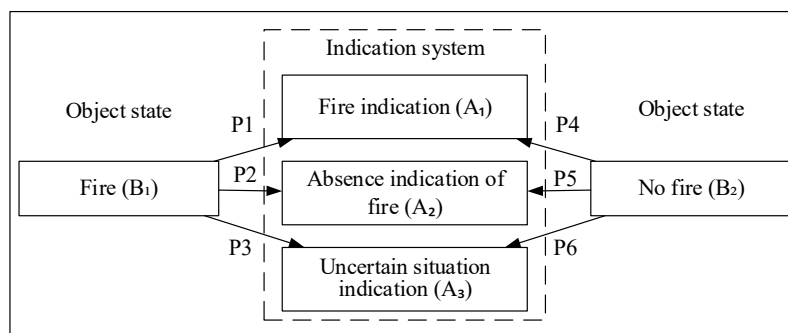 Indication system
Object state
Fire indication (A₁)
Object state
P1
P4
Fire (B₁)
P2
Absence indication of
fire (A₂)
P5
No fire (B₂)
P3
P6
Uncertain situation
indication (A₃)